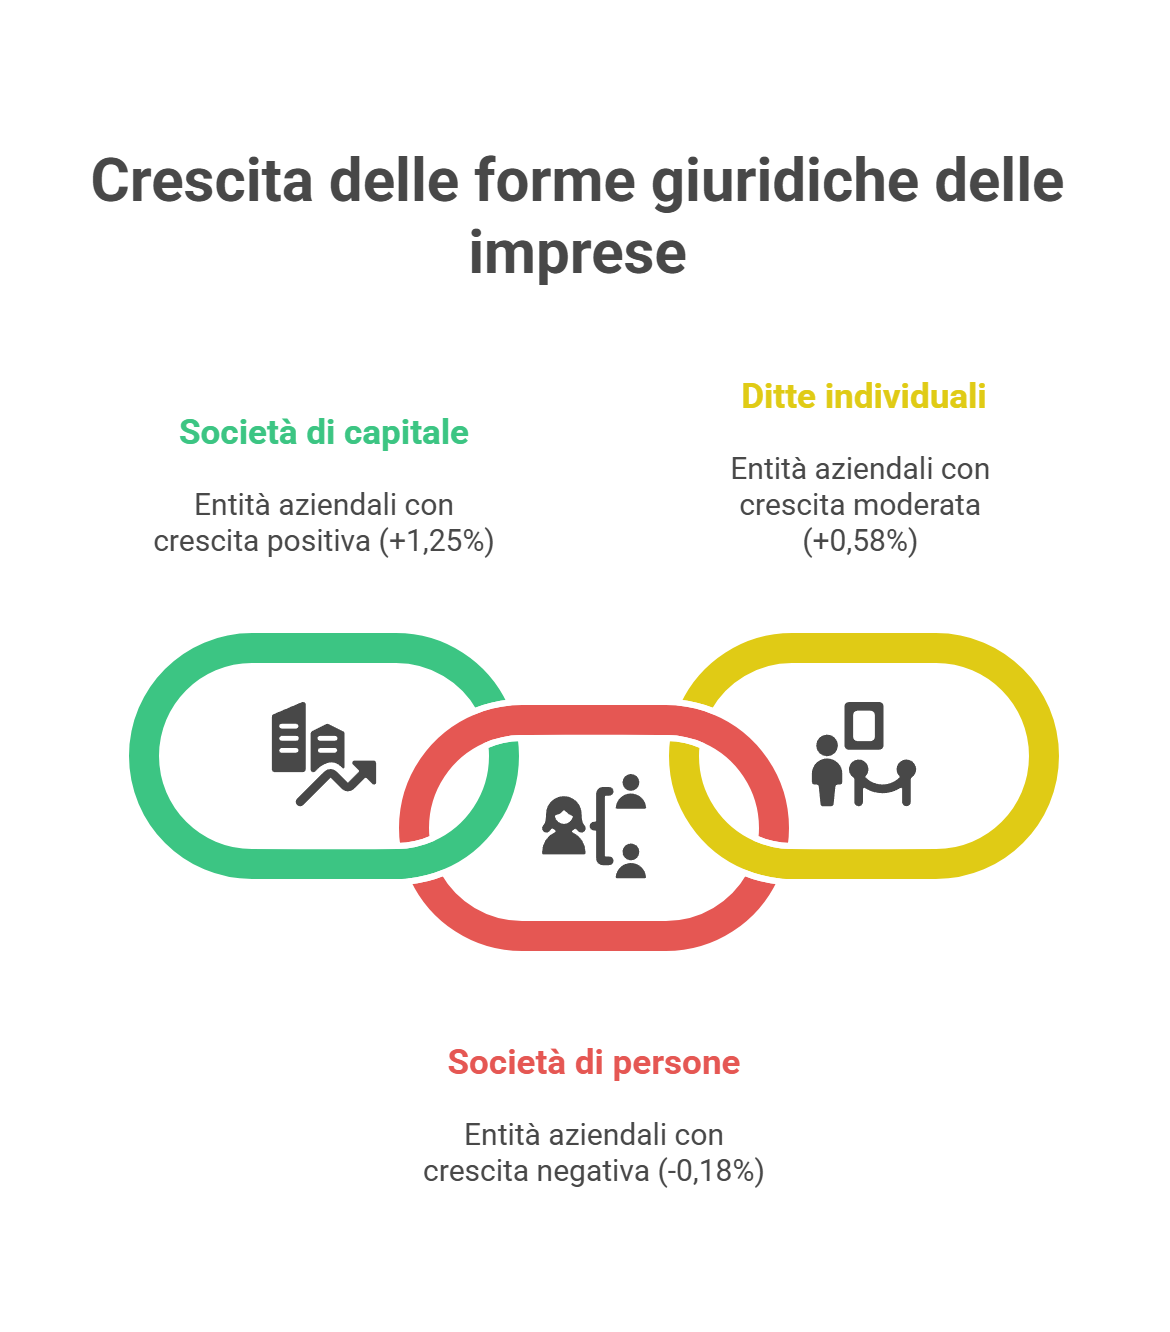 Crescita delle forme giuridiche delle
imprese
Società di capitale
Entità aziendali con
crescita positiva (+1,25%)
Ditte individuali
Entità aziendali con
crescita moderata
(+0,58%)
Società di persone
Entità aziendali con
crescita negativa (-0,18%)